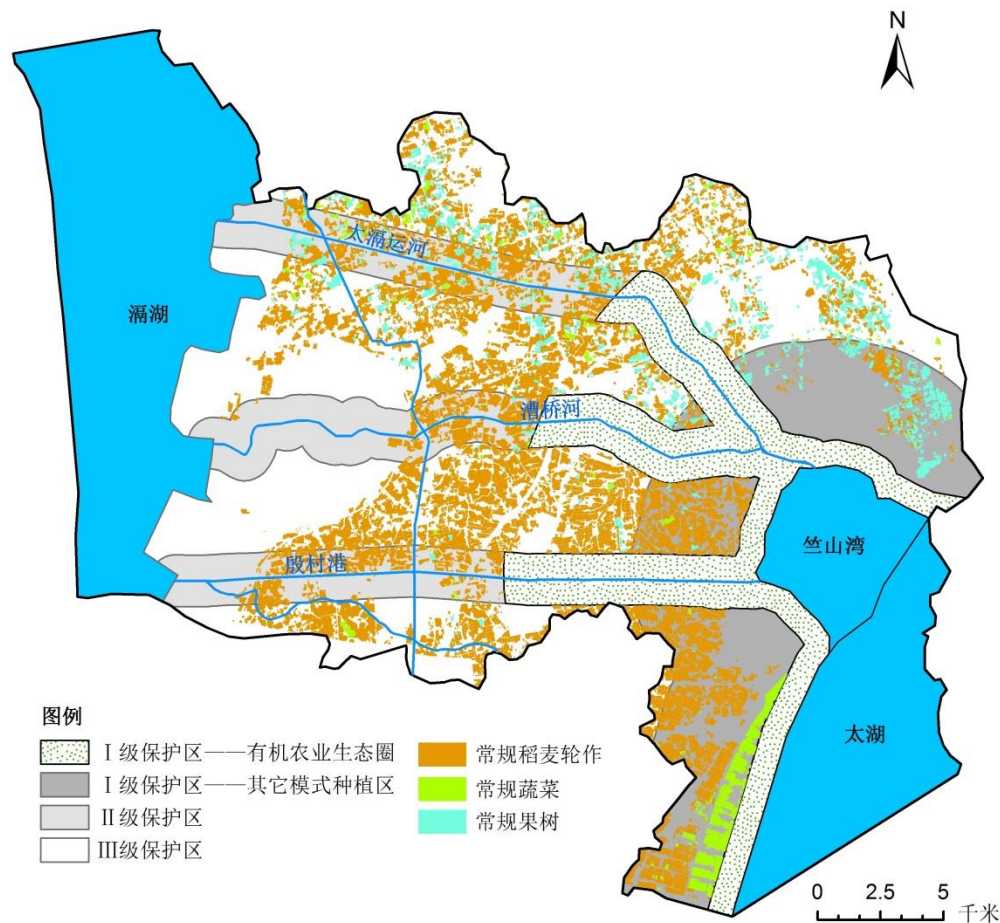 N
太滆运河
滆湖
漕桥河
竺山湾
殷村港
太湖
图例
Ⅰ级保护区——有机农业生态圈
Ⅰ级保护区——其它模式种植区
Ⅱ级保护区
Ⅲ级保护区
常规稻麦轮作
常规蔬菜
常规果树
0 2.5 5
千米